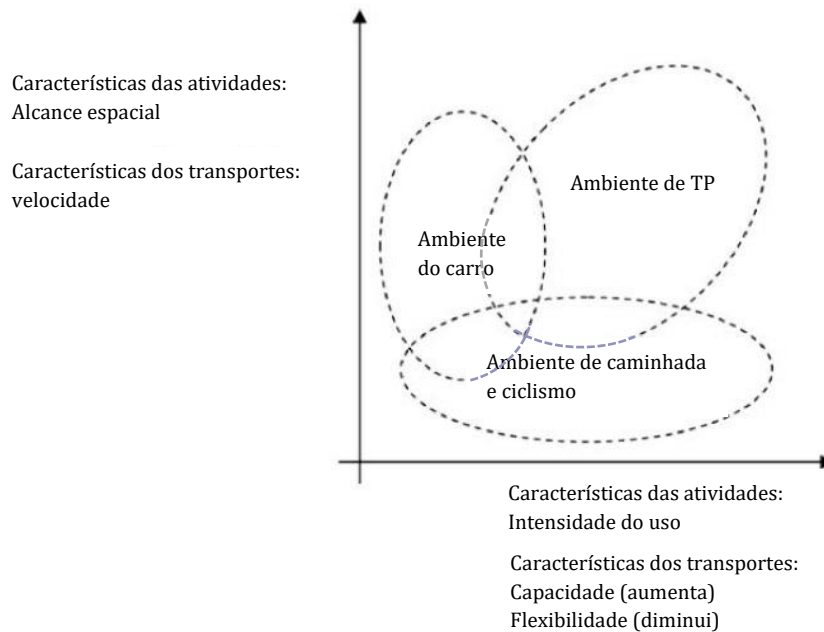 Características das atividades:
Alcance espacial
Características dos transportes:
velocidade
Ambiente de TP
Ambiente
do carro
Ambiente de caminhada
e ciclismo
Características das atividades:
Intensidade do uso
Características dos transportes:
Capacidade (aumenta)
Flexibilidade (diminui)